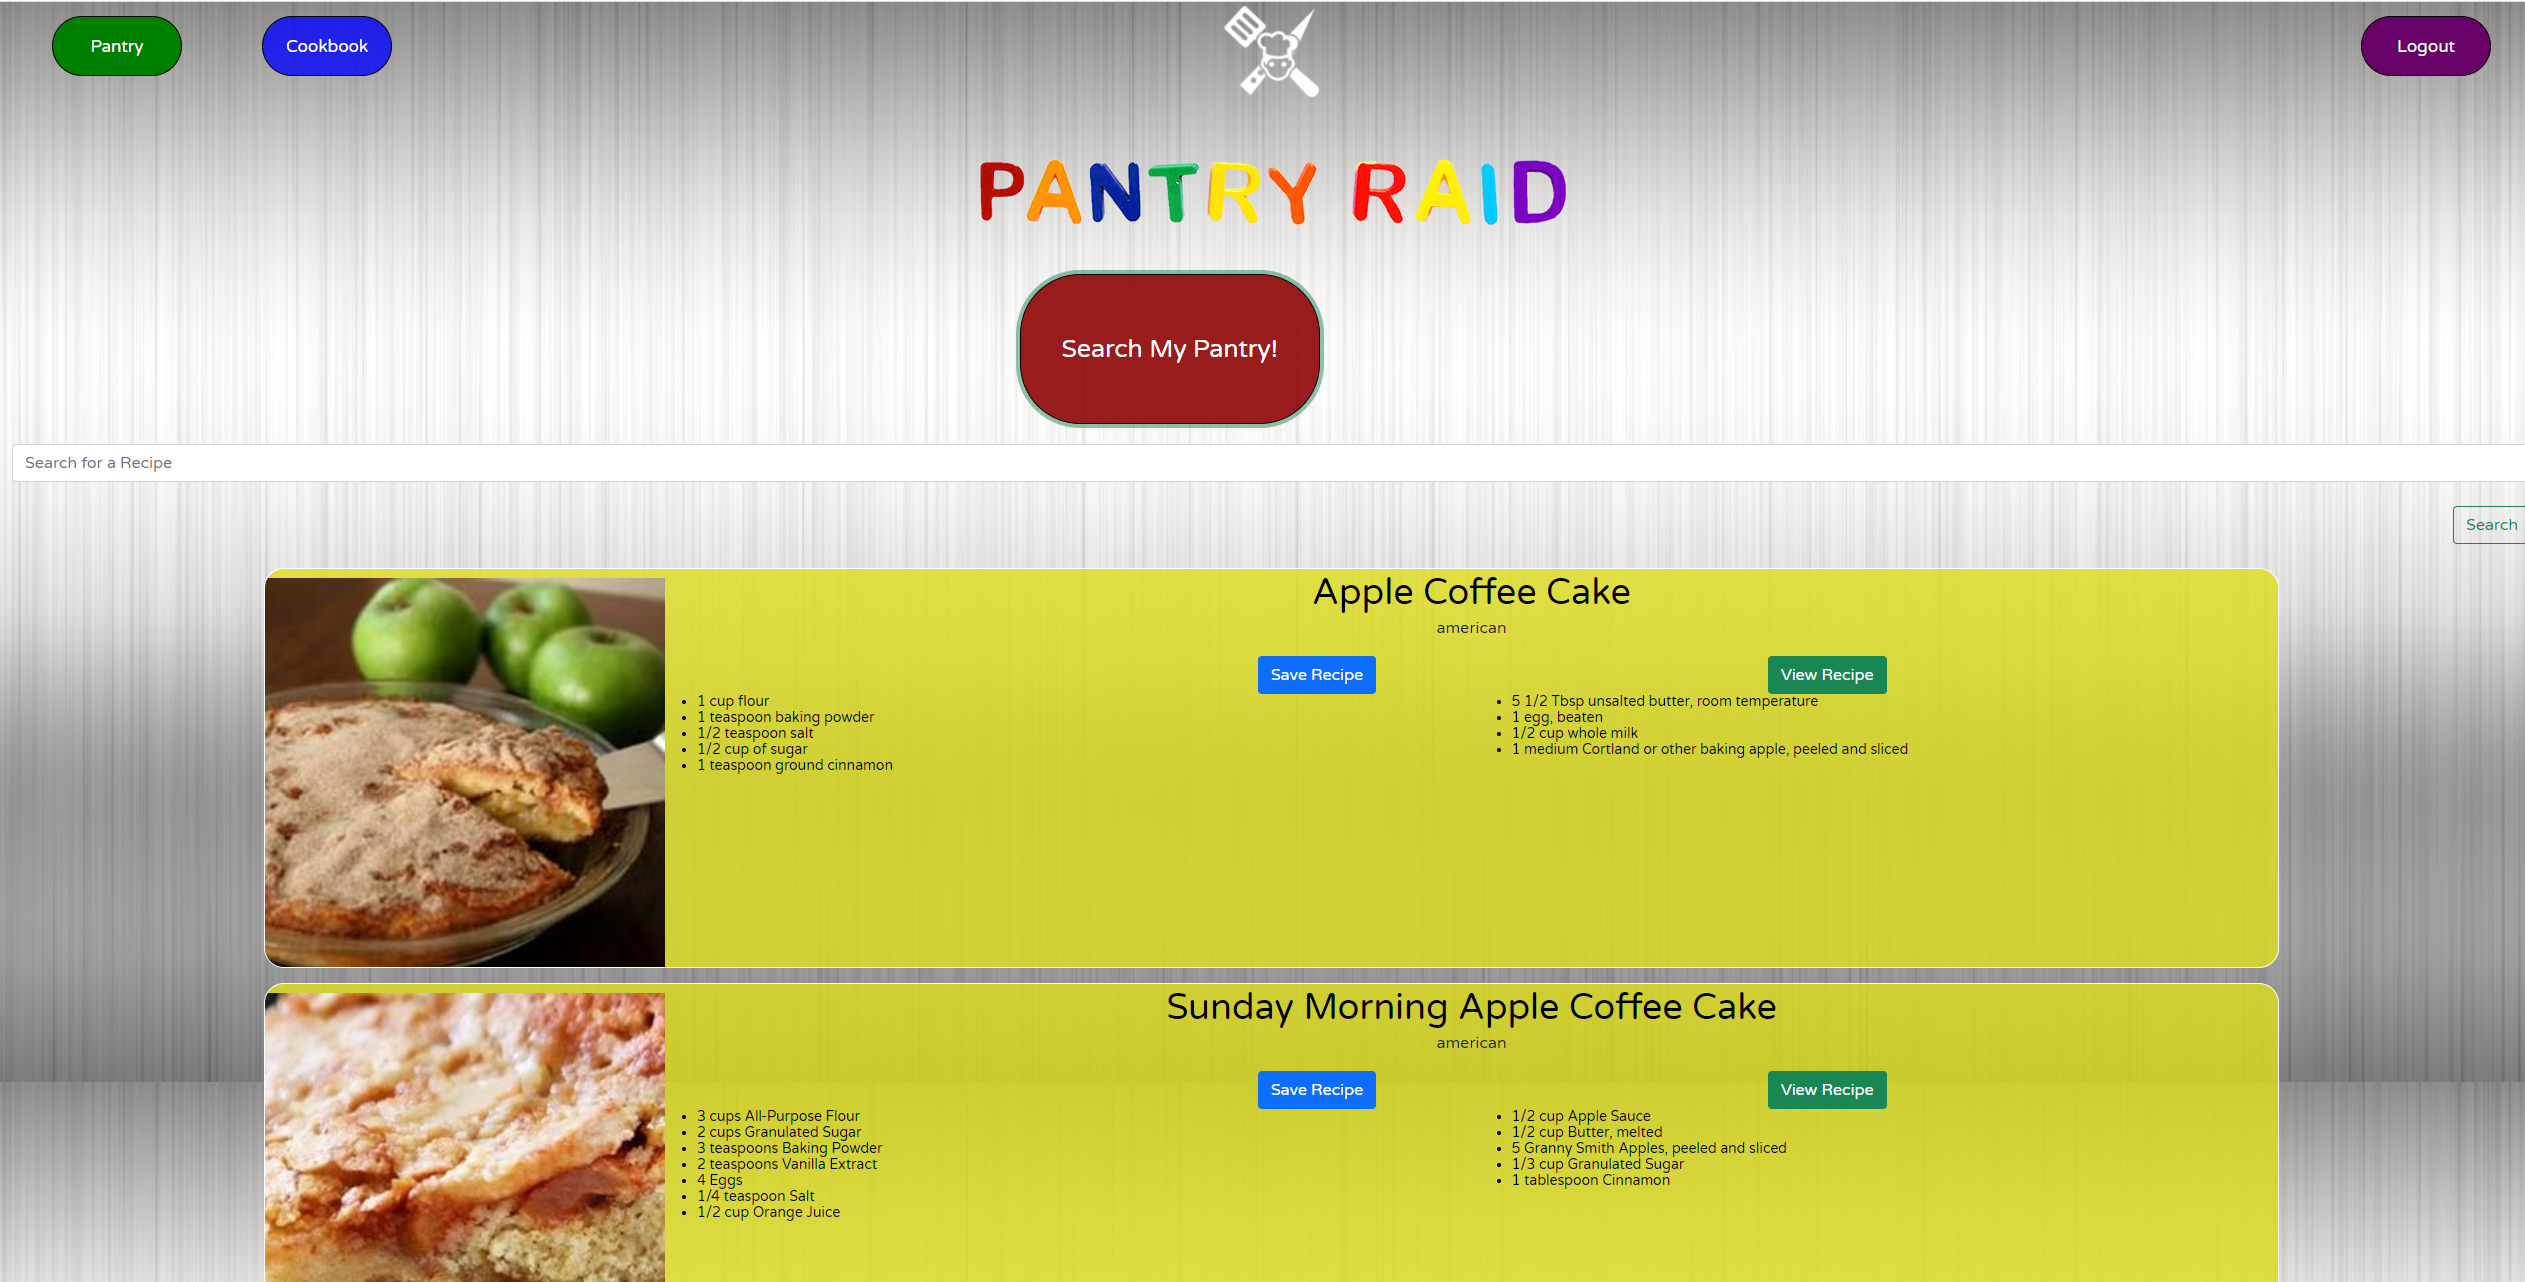 Pantry
Cookbook
Logout
PANTRY RAID
Search My Pantry!
Search for a Recipe
Search
Apple Coffee Cake
american
Save Recipe
View Recipe
1 cup flour
1 teaspoon baking powder
1/2 teaspoon salt
1/2 cup of sugar
1 teaspoon ground cinnamon
5 1/2 Tbsp unsalted butter, room temperature
1 egg, beaten
1/2 cup whole milk
1 medium Cortland or other baking apple, peeled and sliced
Sunday Morning Apple Coffee Cake
american
Save Recipe
View Recipe
3 cups All-Purpose Flour
2 cups Granulated Sugar
3 teaspoons Baking Powder
2 teaspoons Vanilla Extract
4 Eggs
1/4 teaspoon Salt
1/2 cup Orange Juice
1/2 cup Apple Sauce
1/2 cup Butter, melted
5 Granny Smith Apples, peeled and sliced
1/3 cup Granulated Sugar
1 tablespoon Cinnamon